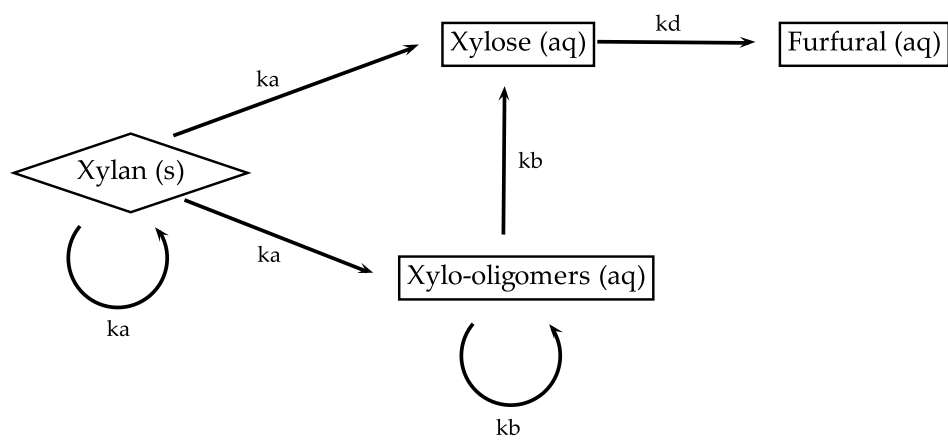 kd
Xylose (aq)
Furfural (aq)
ka
kb
Xylan (s)
ka
Xylo-oligomers (aq)
ka
kb